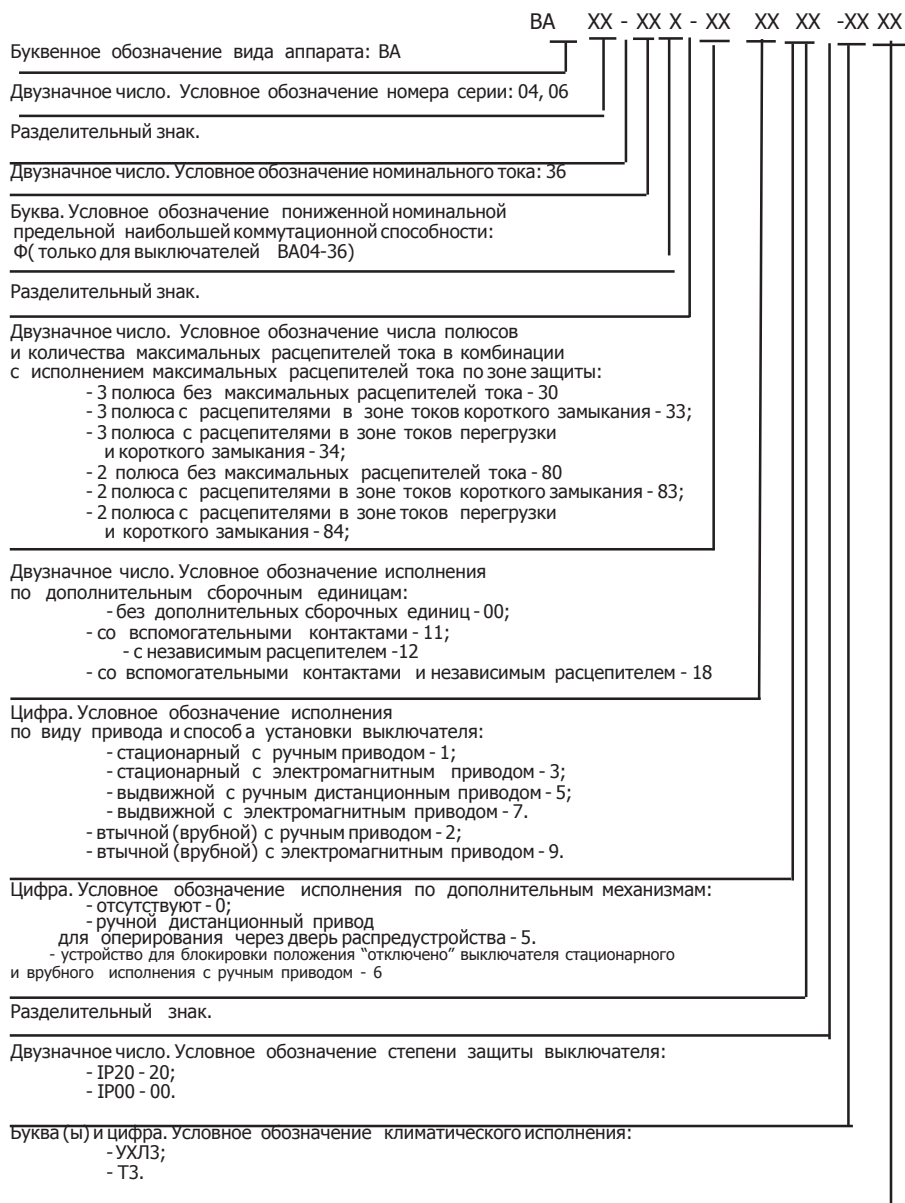 ВА ХХ - ХХ Х - ХХ ХХ ХХ -ХХ ХХ
Буквенное обозначение вида аппарата: ВА
Двузначное число. Условное обозначение номера серии: 04, 06
Разделительный знак.
Двузначное число. Условное обозначение номинального тока: 36
Буква. Условное обозначение пониженной номинальной
предельной наибольшей коммутационной способности:
Ф( только для выключателей ВА04-36)
Разделительный знак.
Двузначное число. Условное обозначение числа полюсов
и количества максимальных расцепителей тока в комбинации
с исполнением максимальных расцепителей тока по зоне защиты:
- 3 полюса без максимальных расцепителей тока - 30
- 3 полюса с расцепителями в зоне токов короткого замыкания - 33;
- 3 полюса с расцепителями в зоне токов перегрузки
и короткого замыкания - 34;
- 2 полюса без максимальных расцепителей тока - 80
- 2 полюса с расцепителями в зоне токов короткого замыкания - 83;
- 2 полюса с расцепителями в зоне токов перегрузки
и короткого замыкания - 84;
Двузначное число. Условное обозначение исполнения
по дополнительным сборочным единицам:
- без дополнительных сборочных единиц - 00;
- со вспомогательными контактами - 11;
- с независимым расцепителем -12
- со вспомогательными контактами и независимым расцепителем - 18
Цифра. Условное обозначение исполнения
по виду привода и способ а установки выключателя:
- стационарный с ручным приводом - 1;
- стационарный с электромагнитным приводом - 3;
- выдвижной с ручным дистанционным приводом - 5;
- выдвижной с электромагнитным приводом - 7.
- втычной (врубной) с ручным приводом - 2;
- втычной (врубной) с электромагнитным приводом - 9.
Цифра. Условное обозначение исполнения по дополнительным механизмам:
- отсутствуют - 0;
- ручной дистанционный привод
для оперирования через дверь распредустройства - 5.
- устройство для блокировки положения “отключено” выключателя стационарного
и врубного исполнения с ручным приводом - 6
Разделительный знак.
Двузначное число. Условное обозначение степени защиты выключателя:
- IP20 - 20;
- IP00 - 00.
Буква (ы) и цифра. Условное обозначение климатического исполнения:
- УХЛ3;
- Т3.